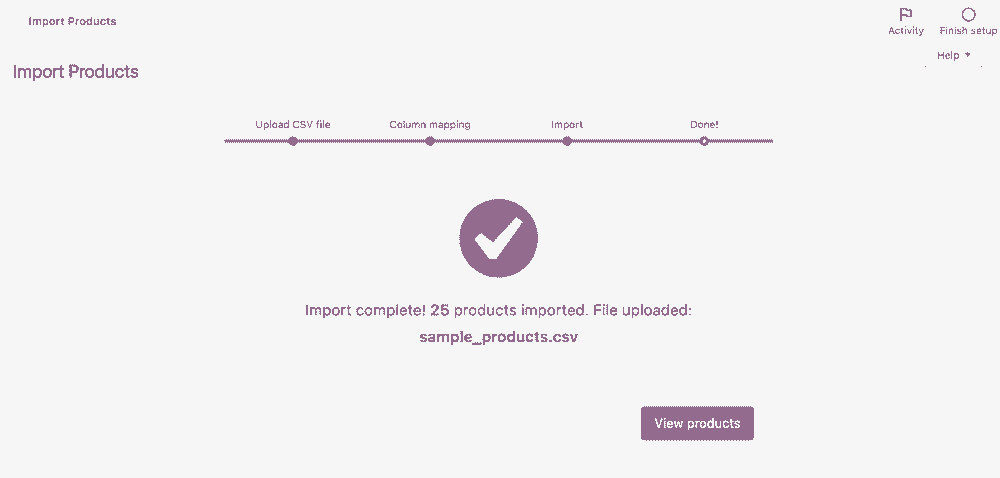 Import Products
Activity
Finish setup
Help
Import Products
Upload CSV file
Column mapping
Import
Done!
Import complete! 25 products imported. File uploaded:
sample_products.csv
View products